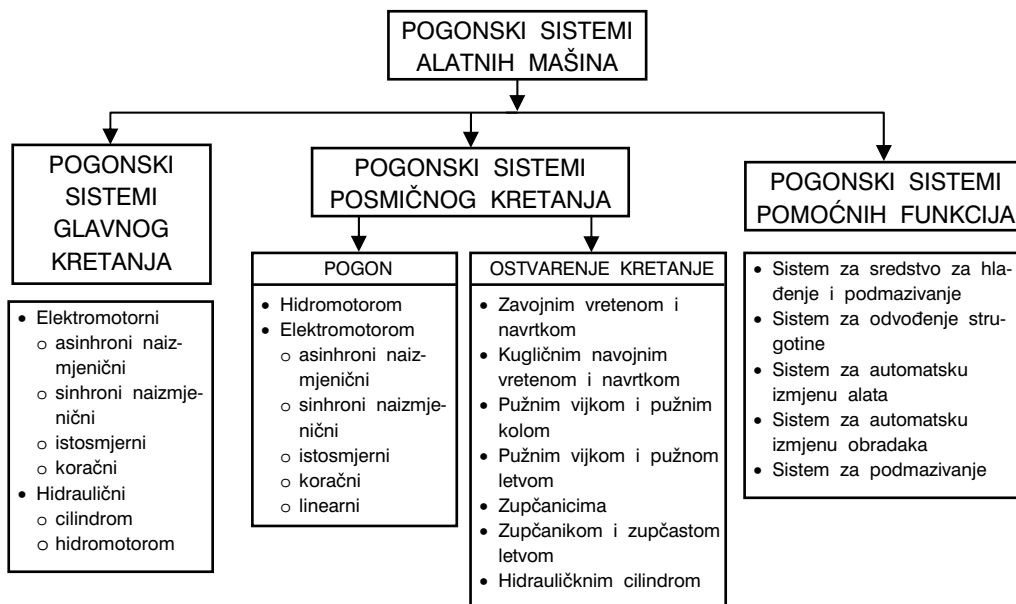 POGONSKI SISTEMI
ALATNIH MAŠINA
POGONSKI
SISTEMI
GLAVNOG
KRETANJA
• Elektromotorni
o asinhroni naiz-
mjenični
o sinhroni naizmje-
nični
o istosmjerni
o koračni
• Hidraulični
o cilindrom
o hidromotorom
POGONSKI SISTEMI
POSMIČNOG KRETANJA
POGON
• Hidromotorom
• Elektromotorom
o asinhroni naiz-
mjenični
o sinhroni naizmje-
nični
o istosmjerni
o koračni
o linearni
OSTVARENJE KRETANJE
• Zavojnim vretenom i
navrtkom
• Kugličnim navojnim
vretenom i navrtkom
• Pužnim vijkom i pužnim
kolom
• Pužnim vijkom i pužnom
letvom
• Zupčanicima
• Zupčanikom i zupčastom
letvom
• Hidrauličknim cilindrom
POGONSKI SISTEMI
POMOĆNIH FUNKCIJA
• Sistem za sredstvo za hla-
đenje i podmazivanje
• Sistem za odvođenje stru-
gotine
• Sistem za automatsku
izmjenu alata
• Sistem za automatsku
izmjenu obradaka
• Sistem za podmazivanje